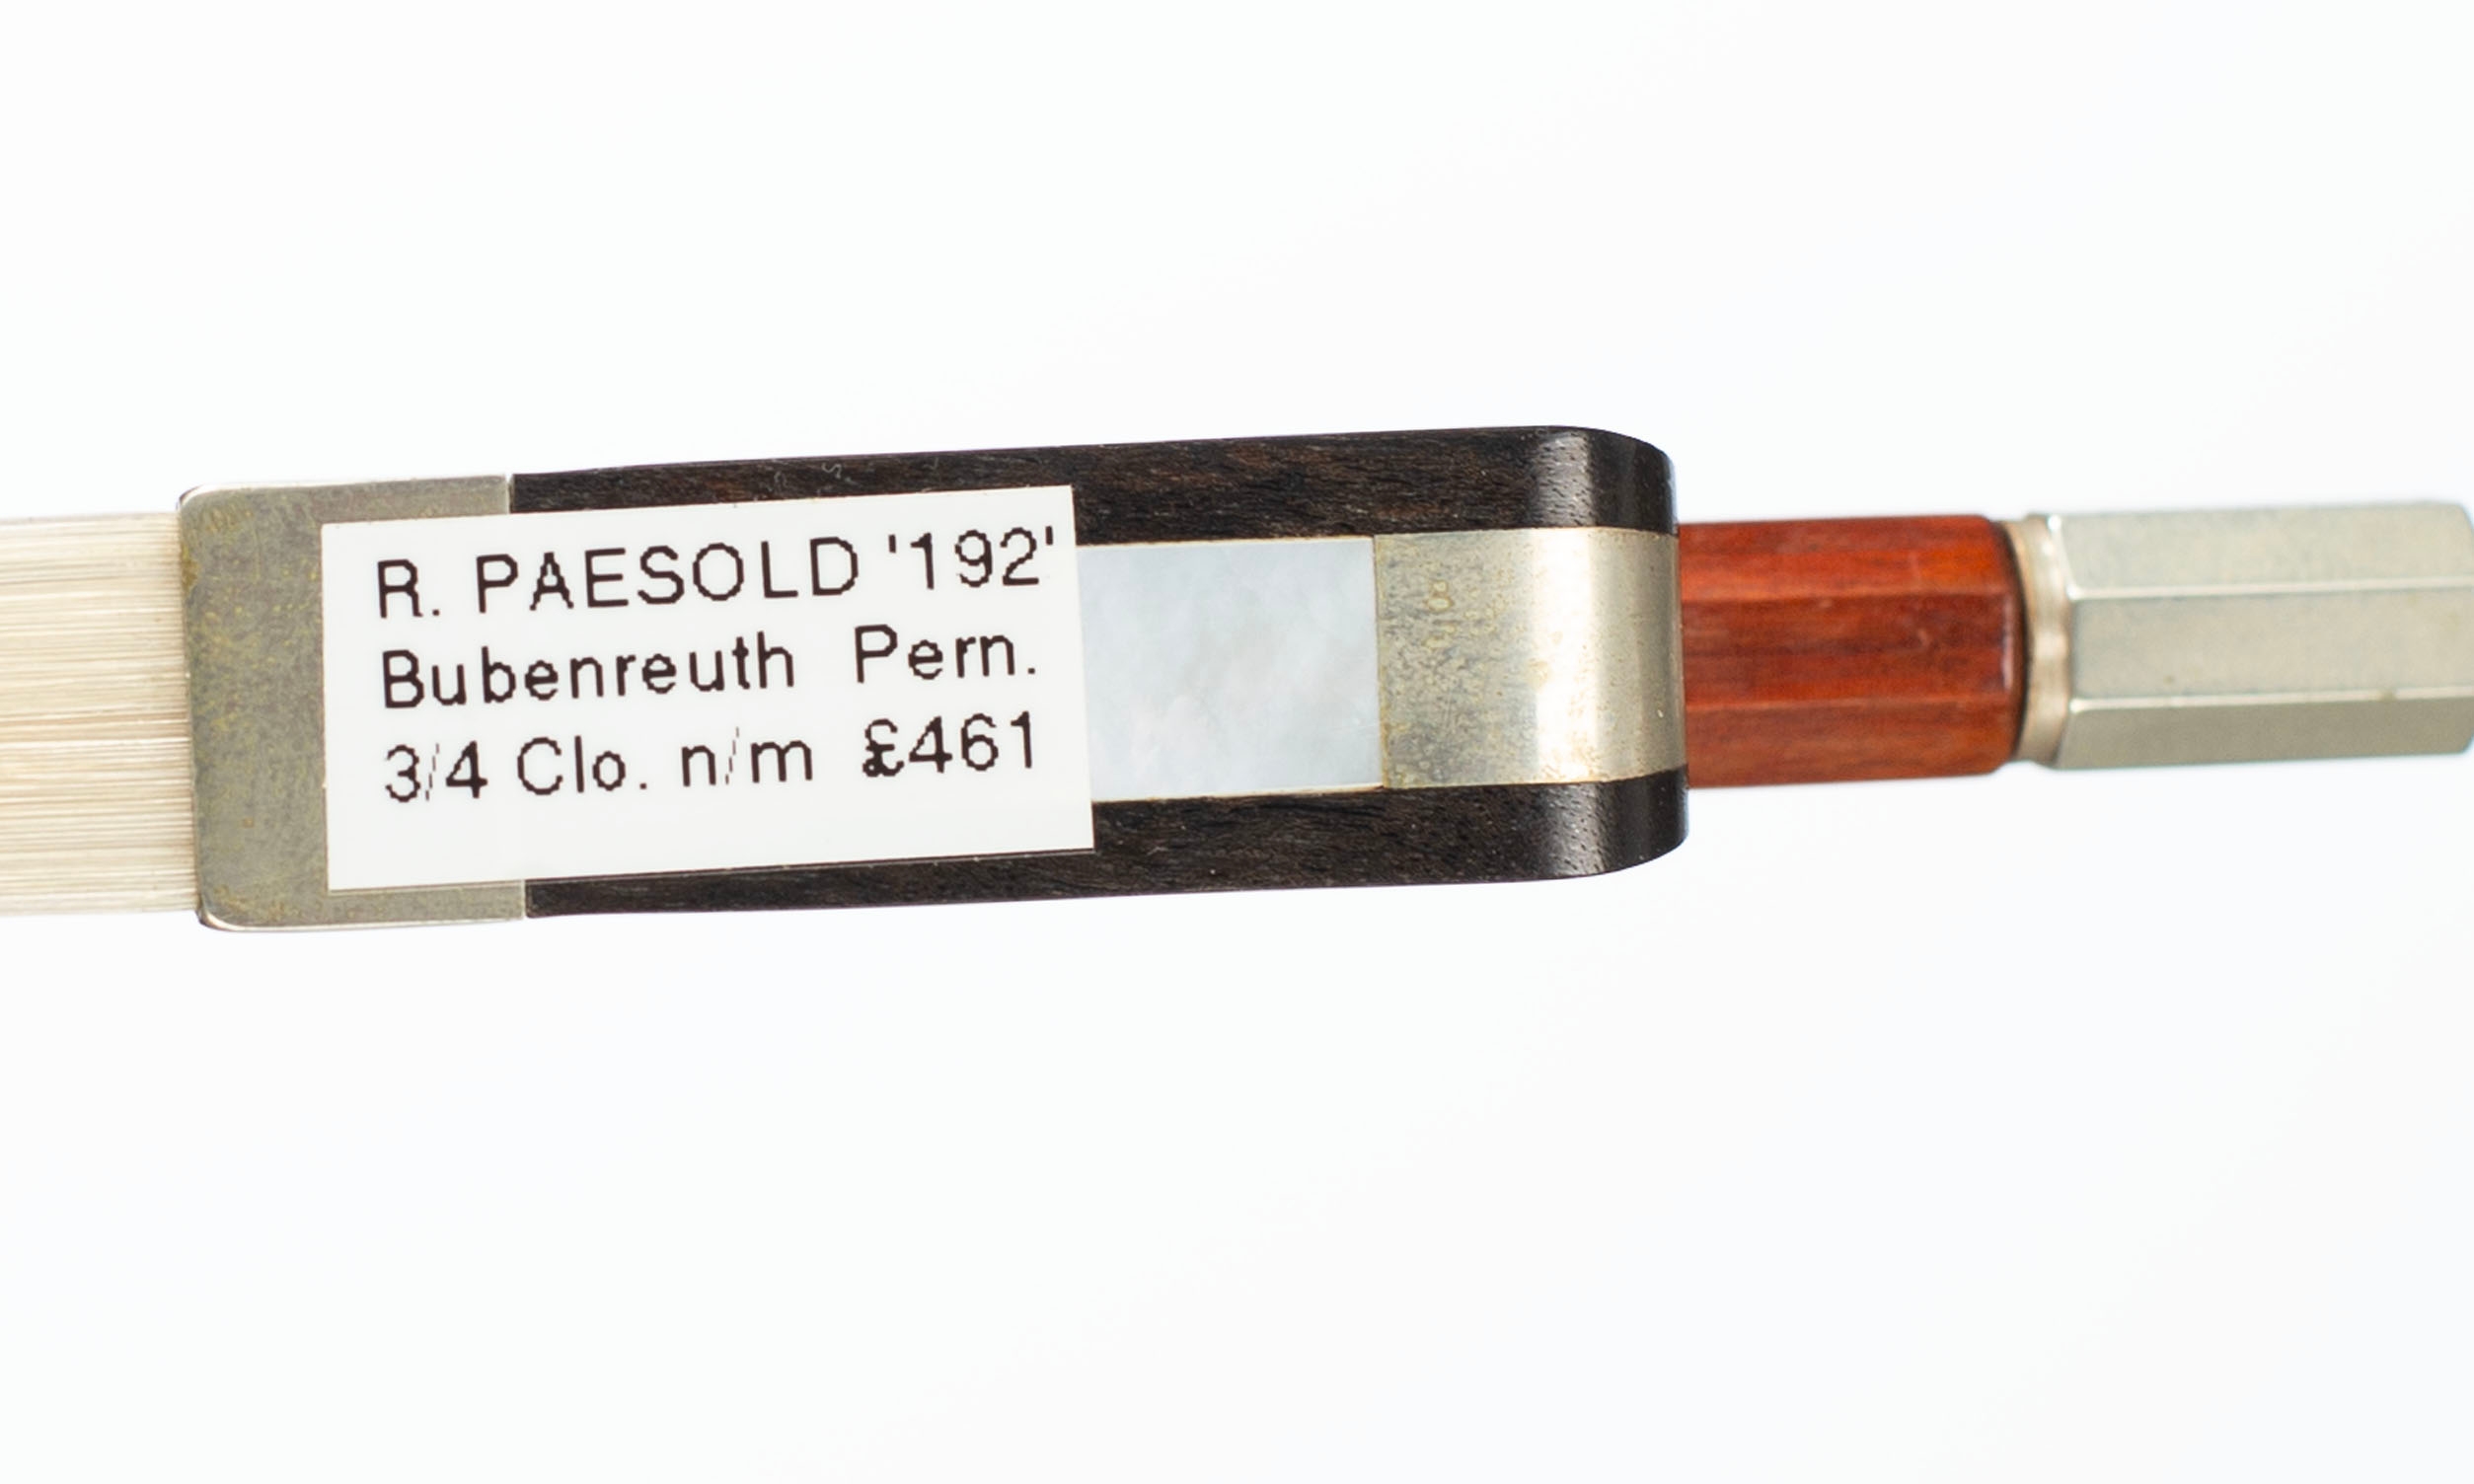 R. PAESOLD '192'
Bubenreuth Pern.
3/4 Clo. n/m £461